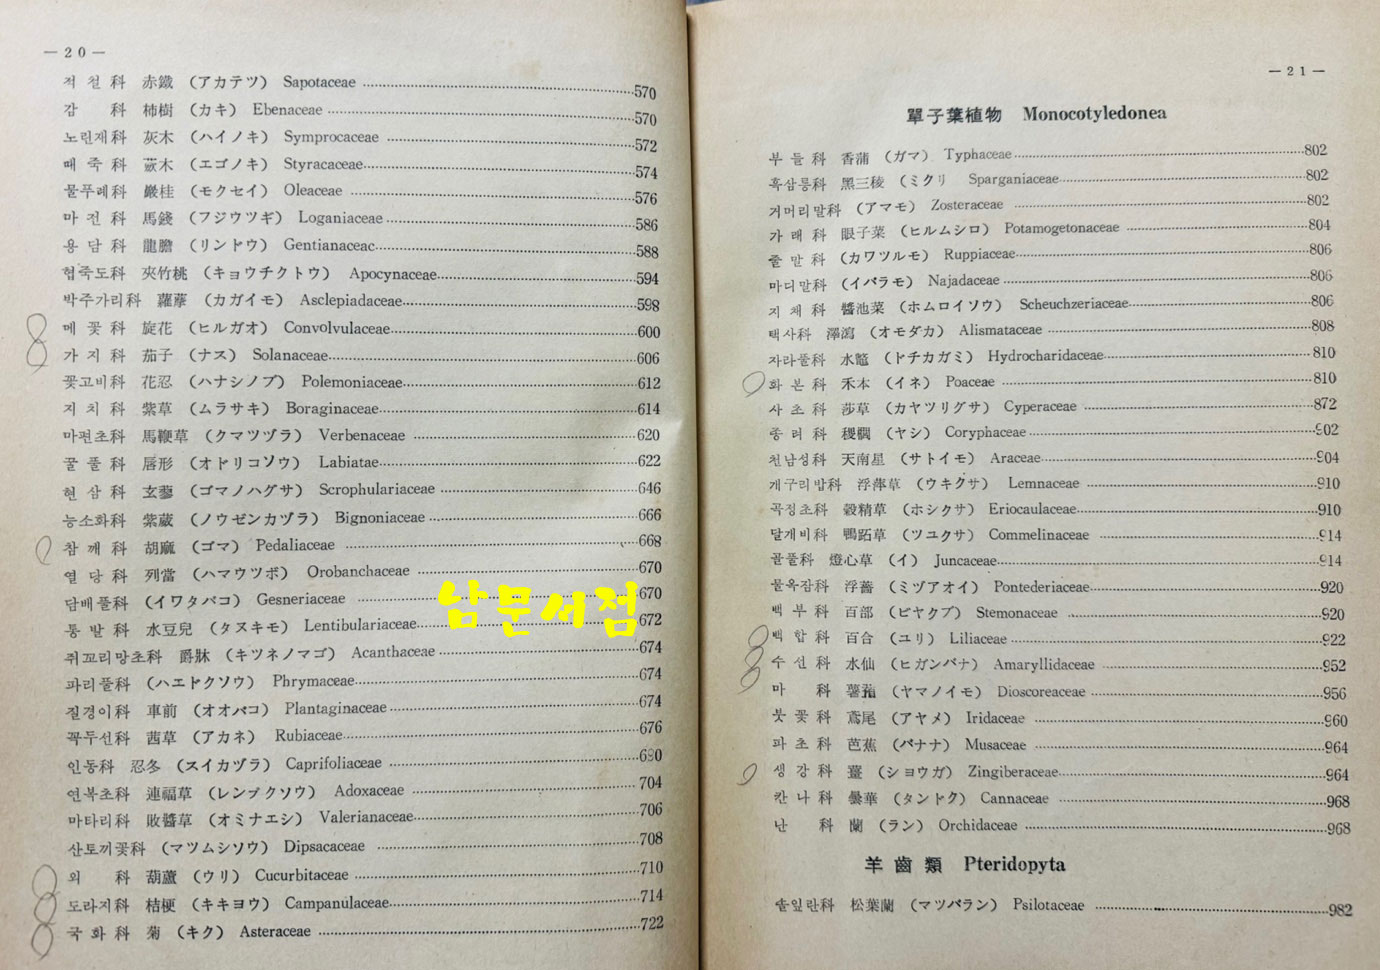 — 20 —
적철科 赤鐵 (アカテツ) Sapotaceae 570
감 科 柿樹 (カキ) Ebenaceae 570
노린재科 灰木 (ハイノキ) Symprocaceae 572
때죽科 (エゴノキ) Styracaceae 574
물푸레科 巖桂 (モクセイ) Oleaceae 576
마전科 馬錢 (フジウツギ) Loganiaceae 586
용담科 龍膽 (リンドウ) Gentianaceac 588
협죽도科 夾竹桃 (キョウチクトウ) Apocynaceae 594
박주가리科 蘿藦 (カガイモ) Asclepiadaceae 598
메꽃科 旋花 (ヒルガオ) Convolvulaceae 600
가지科 茄子 (ナス) Solanaceae 606
꽃고비科 花忍 (ハナシノブ) Polemoniaceae 612
지치科 紫草 (ムラサキ) Boraginaceae 614
마편초科 馬鞭草 (クマツヅラ) Verbenaceae 620
꿀풀科 唇形 (オドリコソウ) Labiatae 622
현삼科 玄蔘 (ゴマノハグサ) Scrophulariaceae 646
능소화科 紫葳 (ノウゼンカヅラ) Bignoniaceae 666
참깨科 胡麻 (ゴマ) Pedaliaceae 668
열당科 列當 (ハマウツボ) Orobanchaceae 670
담배풀科 (イワタバコ) Gesneriaceae 670
통발科 水豆兒 (タヌキモ) Lentibulariaceae 672
쥐꼬리망초科 爵牀 (キツネノマゴ) Acanthaceae 674
파리풀科 (ハエドクソウ) Phrymaceae 674
질경이科 車前 (オオバコ) Plantaginaceae 674
꼭두선科 茜草 (アカネ) Rubiaceae 676
인동科 忍冬 (スイカヅラ) Caprifoliaceae 690
연복초科 連福草 (レンプクソウ) Adoxaceae 704
마타리科 敗醬草 (オミナエシ) Valerianaceae 706
산토끼꽃科 (マツムシソウ) Dipsacaceae 708
외 科 葫蘆 (ウリ) Cucurbitaceae 710
도라지科 桔梗 (キキヨウ) Campanulaceae 714
국화科 菊 (キク) Asteraceae 722
남문서점
— 21 —
單子葉植物 Monocotyledonea
부들科 香蒲 (ガマ) Typhaceae 802
흑삼릉科 黑三稜 (ミクリ Sparganiaceae 802
거머리말科 (アマモ) Zosteraceae 802
가래科 眼子菜 (ヒルムシロ) Potamogetonaceae 804
줄말科 (カワツルモ) Ruppiaceae 806
마디말科 (イバラモ) Najadaceae 806
지채科 醬池菜 (ホムロイソウ) Scheuchzeriaceae 806
택사科 澤瀉 (オモダカ) Alismataceae 808
자라풀科 水鼈 (ドチカガミ) Hydrocharidaceae 810
화본科 禾本 (イネ) Poaceae 810
사초科 莎草 (カヤツリグサ) Cyperaceae 872
종려科 (ヤシ) Coryphaceae 902
천남성科 天南星 (サトイモ) Araceae 904
개구리밥科 浮萍草 (ウキクサ) Lemnaceae 910
곡정초科 穀精草 (ホシクサ) Eriocaulaceae 910
닭개비科 鴨跖草 (ツユクサ) Commelinaceae 914
골풀科 燈心草 (イ) Juncaceae 914
물옥잠科 浮薔 (ミヅアオイ) Pontederiaceae 920
백부科 百部 (ビヤクブ) Stemonaceae 920
백합科 百合 (ユリ) Liliaceae 922
수선科 水仙 (ヒガンバナ) Amaryllidaceae 952
마 科 (ヤマノイモ) Dioscoreaceae 956
붓꽃科 鳶尾 (アヤメ) Iridaceae 960
파초科 芭蕉 (バナナ) Musaceae 964
생강科 薑 (ショウガ) Zingiberaceae 964
칸나科 曇華 (タンドク) Cannaceae 968
난 科 蘭 (ラン) Orchidaceae 968
羊齒類 Pteridopyta
솔잎란科 松葉蘭 (マツバラン) Psilotaceae 982